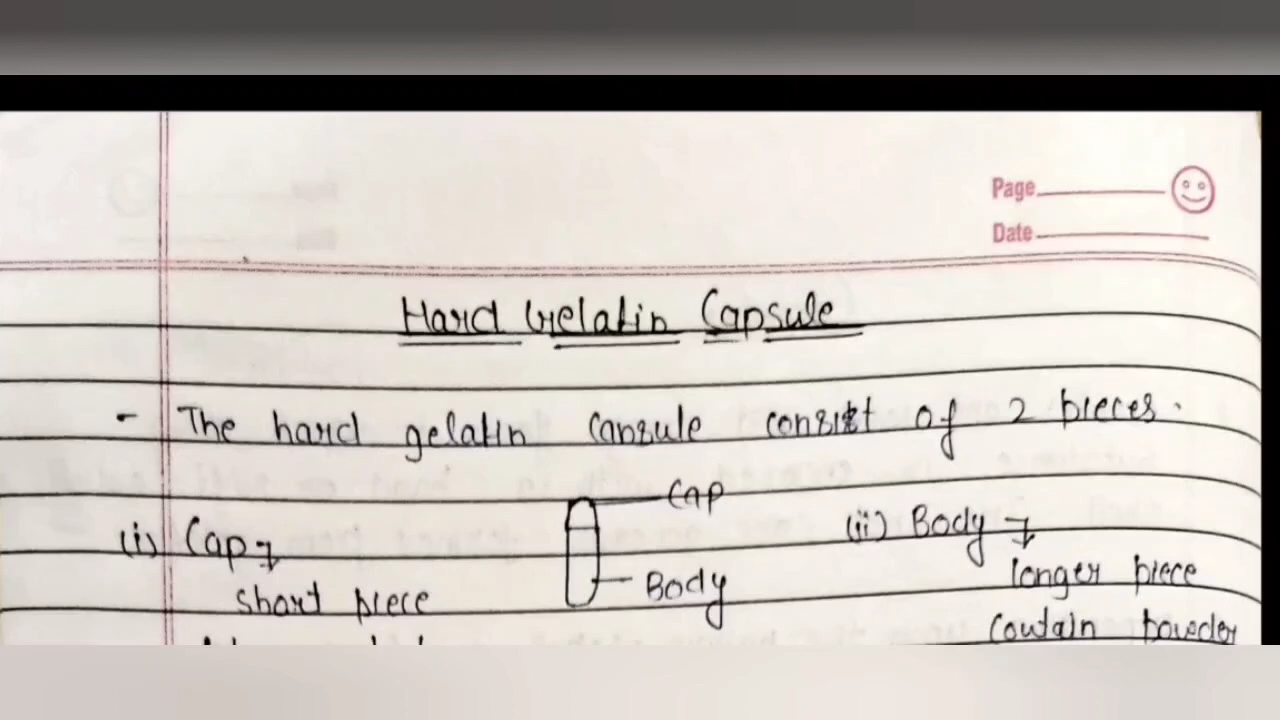 Page
Date
Hard Gelatin Capsule
- The hard gelatin capsule consist of 2 pieces.
Cap
(i) Cap → (ii) Body →
Body longer piece
short piece
contain powder